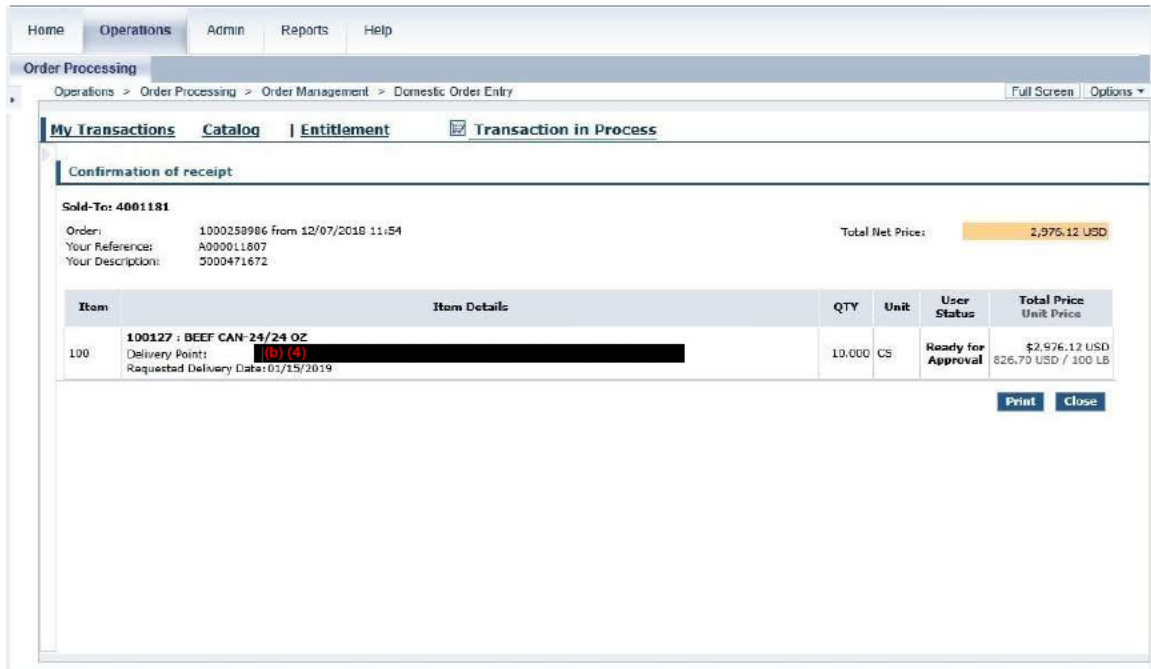 Home Operations Admin Reports Help
Order Processing
Operations > Order Processing > Order Management > Domestic Order Entry Full Screen Options
My Transactions Catalog | Entitlement Transaction in Process
Confirmation of receipt
Sold-To: 4001181
Order: 1000258986 from 12/07/2018 11:54 Total Net Price: 2,976.12 USD
Your Reference: A000011807
Your Description: 5000471672
Item Item Details QTY Unit User Status Total Price Unit Price
100127 : BEEF CAN-24/24 OZ
100 Delivery Point: (b) (4) 10.000 CS Ready for Approval $2,976.12 USD 826.70 USD / 100 LB
Requested Delivery Date: 01/15/2019
Print Close